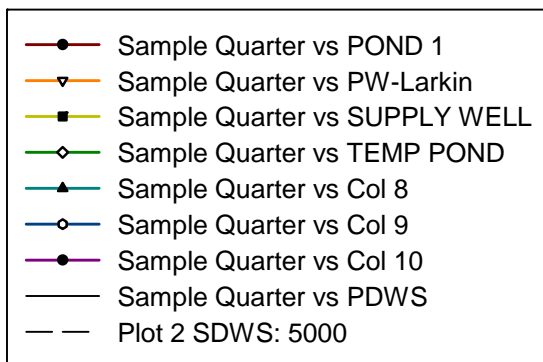 Sample Quarter vs POND 1
Sample Quarter vs PW-Larkin
Sample Quarter vs SUPPLY WELL
Sample Quarter vs TEMP POND
Sample Quarter vs Col 8
Sample Quarter vs Col 9
Sample Quarter vs Col 10
Sample Quarter vs PDWS
Plot 2 SDWS: 5000